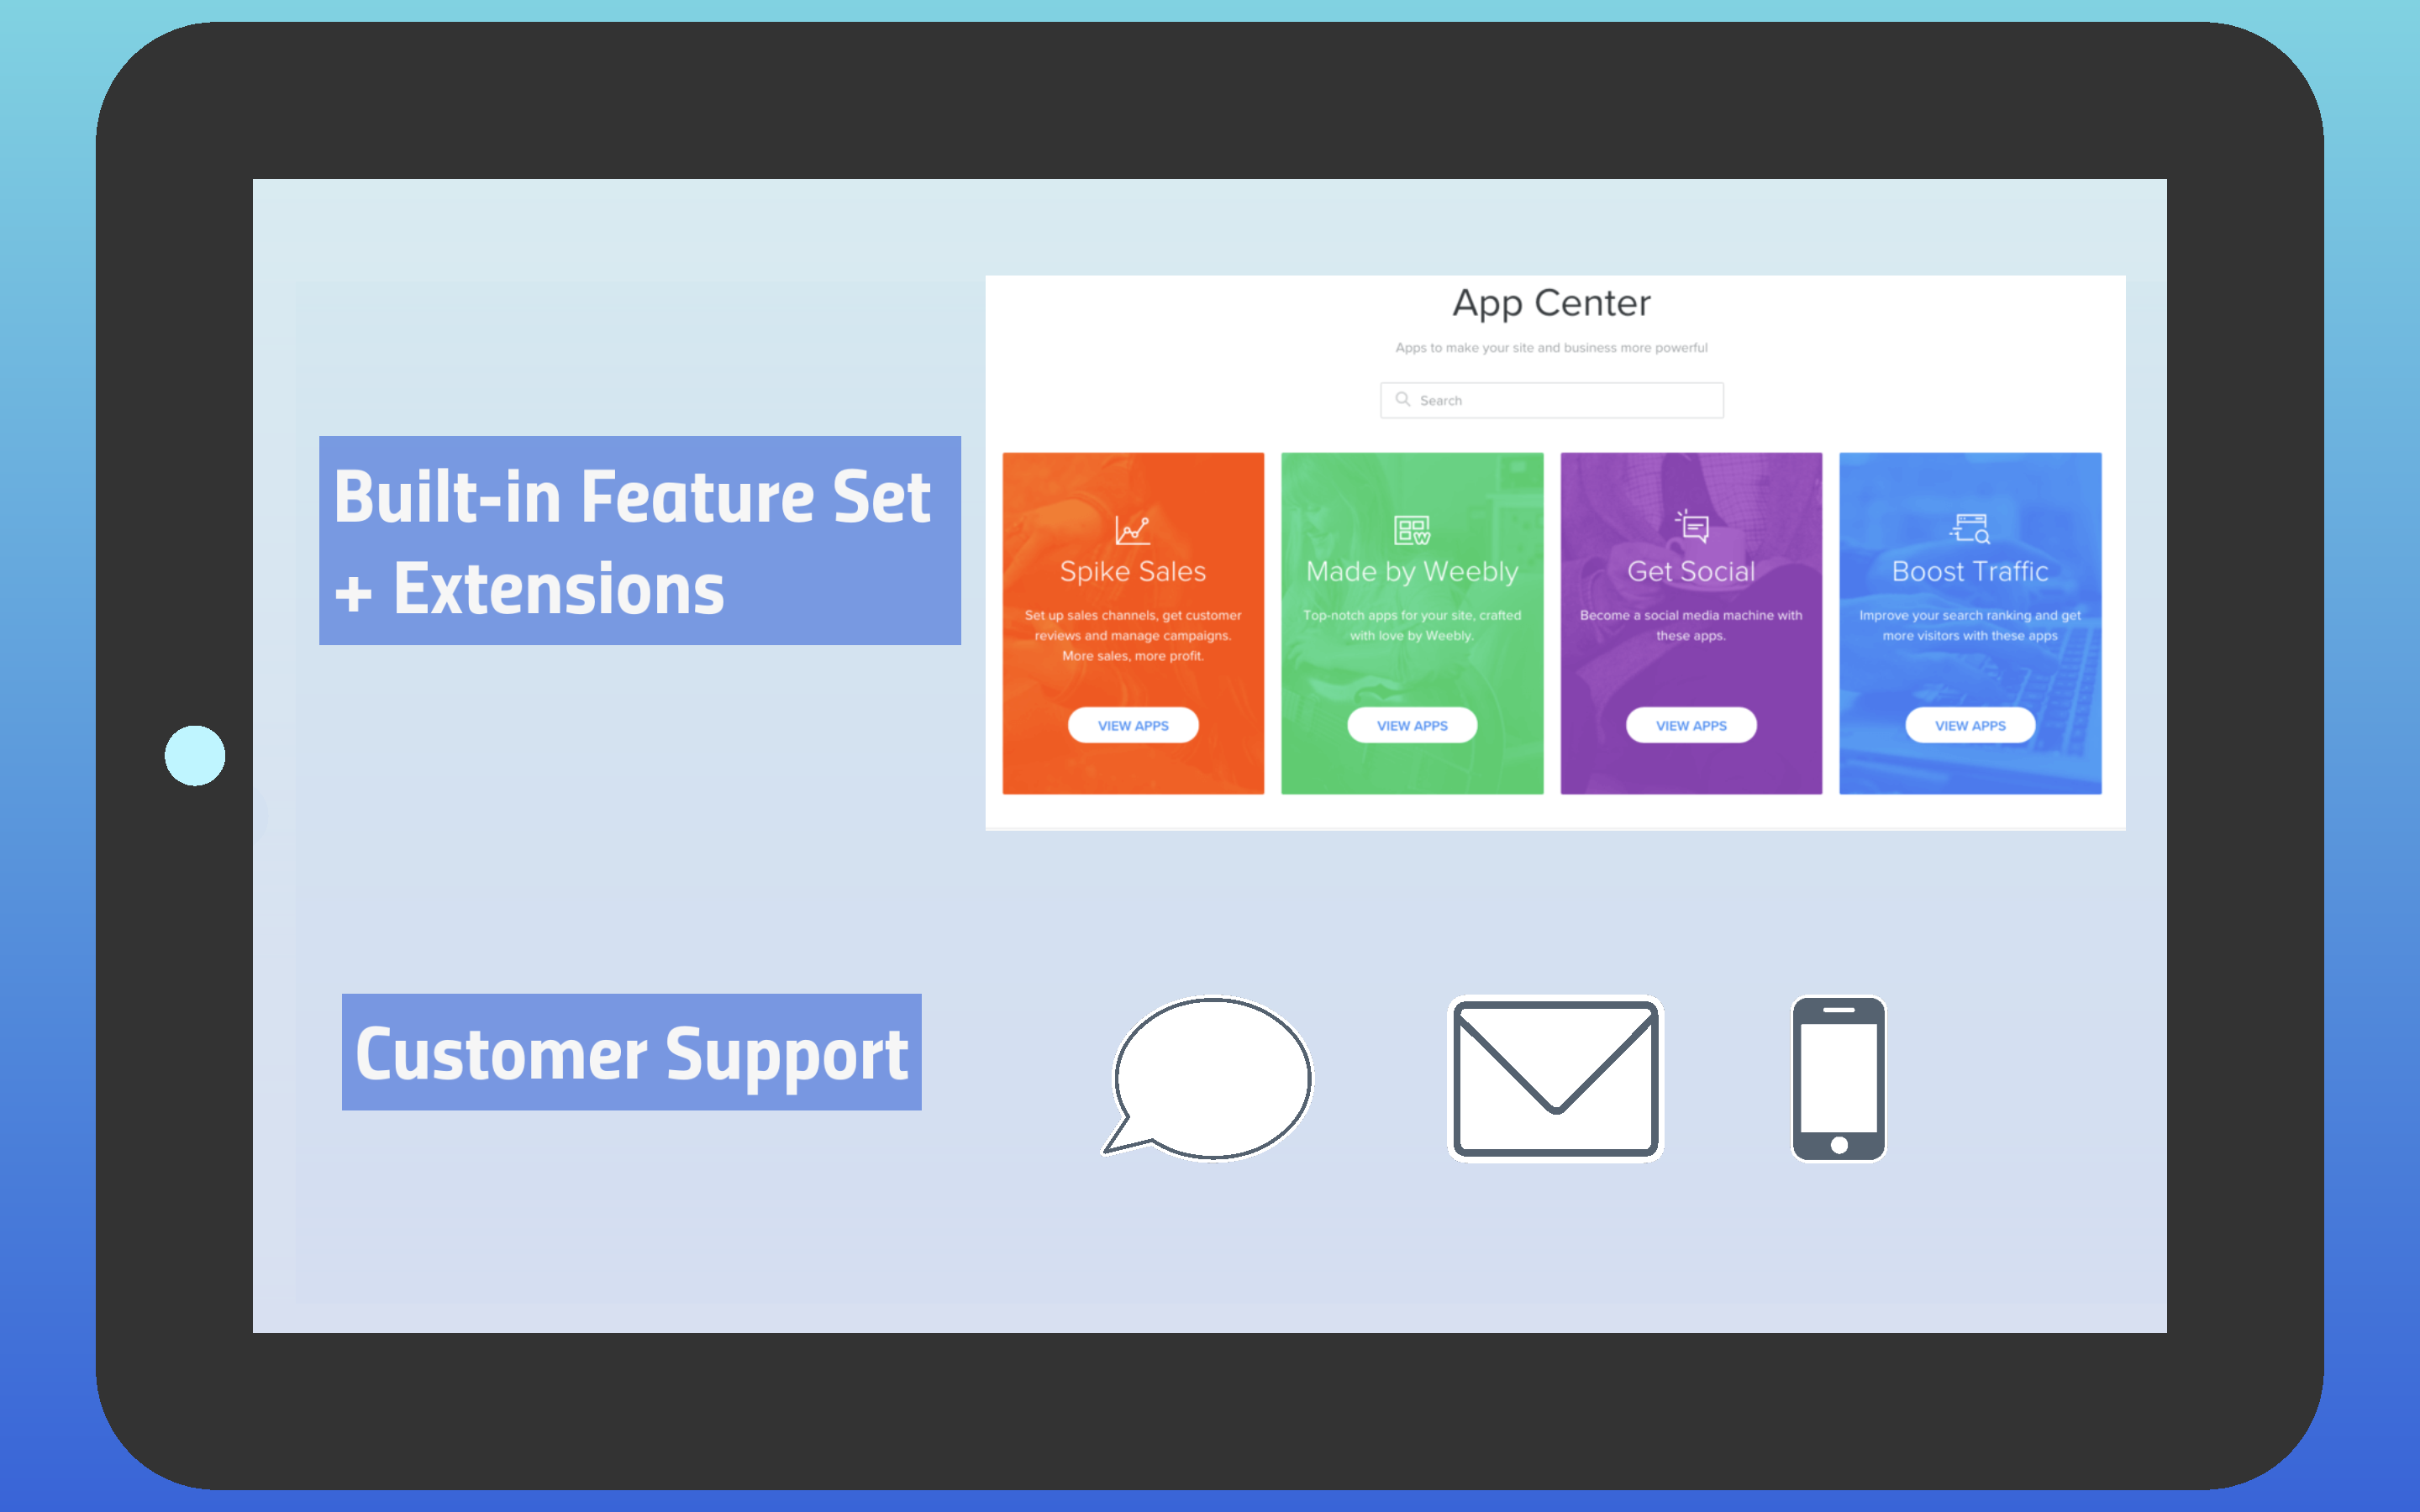 App Center
Apps to make your site and business more powerful
Search
Built-in Feature Set
+ Extensions
Spike Sales
Set up sales channels, get customer
reviews and manage campaigns.
More sales, more profit.
VIEW APPS
Made by Weebly
Top-notch apps for your site, crafted
with love by Weebly.
VIEW APPS
Get Social
Become a social media machine with
these apps.
VIEW APPS
Boost Traffic
Improve your search ranking and get
more visitors with these apps
VIEW APPS
Customer Support